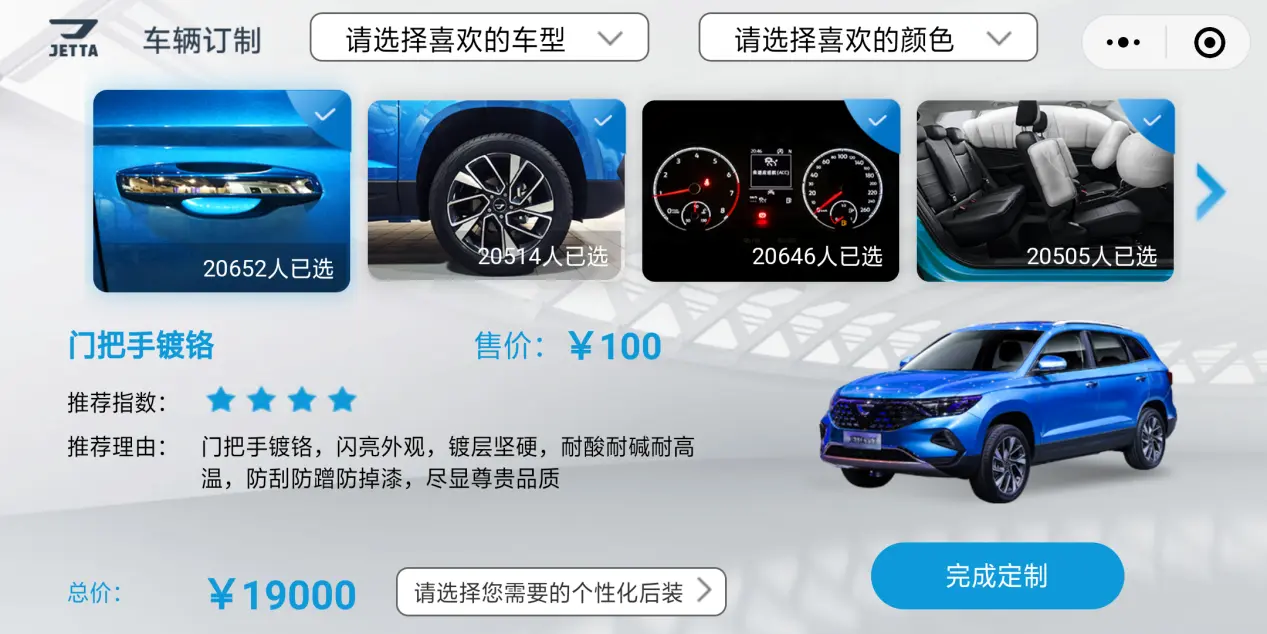 JETTA
车辆订制
请选择喜欢的车型
请选择喜欢的颜色
20652人已选
20514人已选
20646人已选
20505人已选
门把手镀铬
售价：￥100
推荐指数：
推荐理由：门把手镀铬，闪亮外观，镀层坚硬，耐酸耐碱耐高
温，防刮防蹭防掉漆，尽显尊贵品质
总价：￥19000
请选择您需要的个性化后装
完成定制